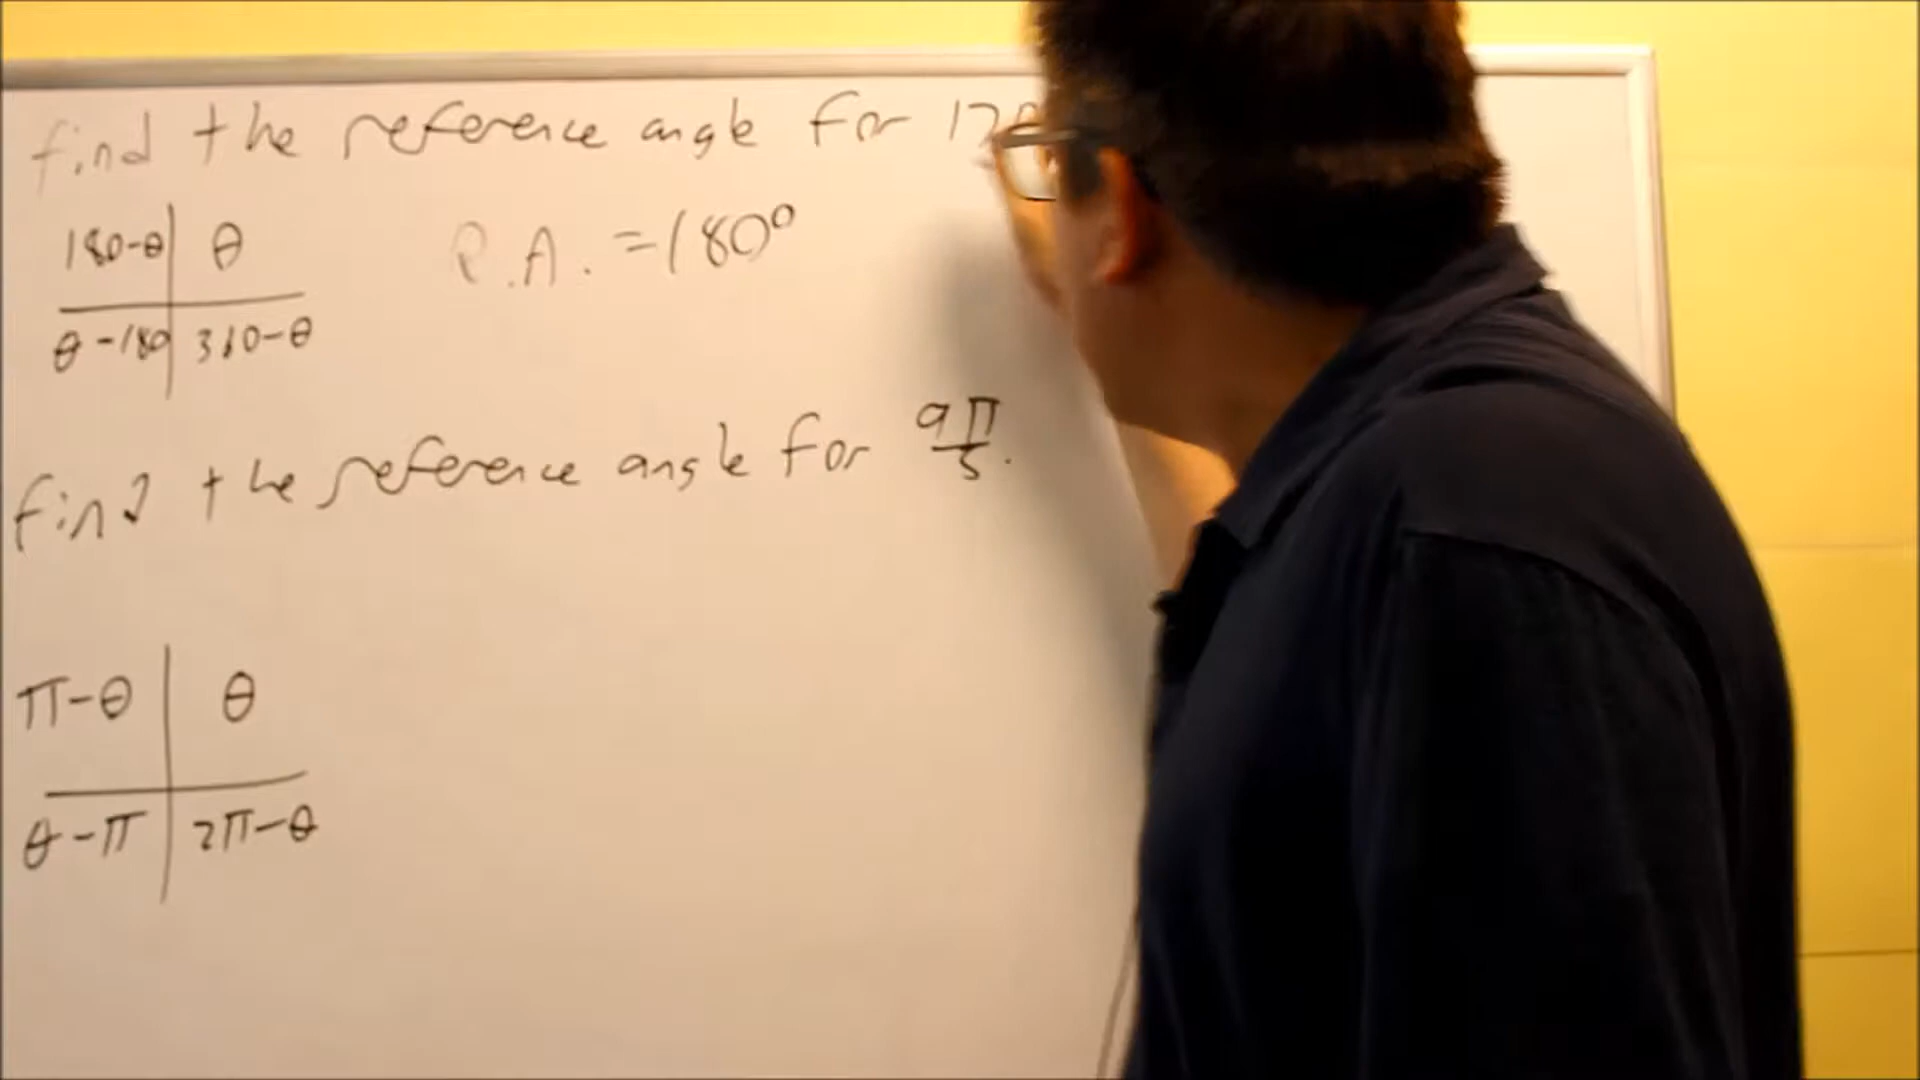 find the reference angle for 17
180-θ θ
θ-180 360-θ
R.A. =180°
find the reference angle for 9π/5.
π-θ θ
θ-π 2π-θ